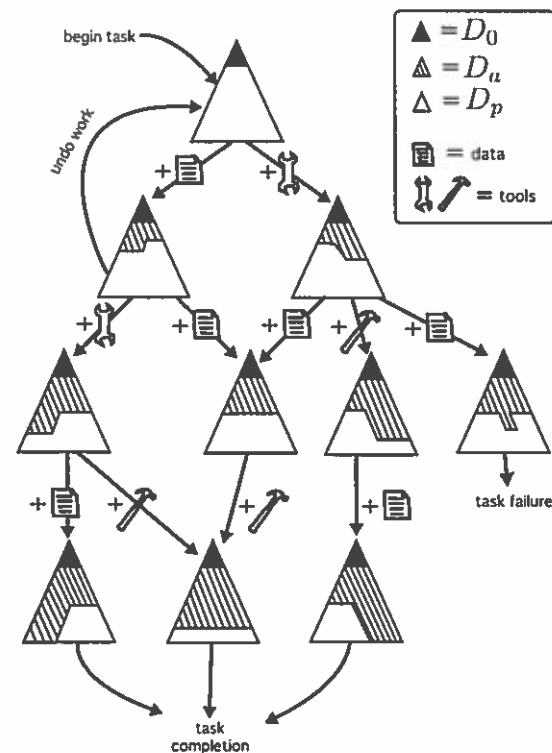 begin task
= D₀
= Dₐ
= Dₚ
= data
= tools
undo work
+
+
+
+
+
+
+
task failure
+
+
+
+
task
completion